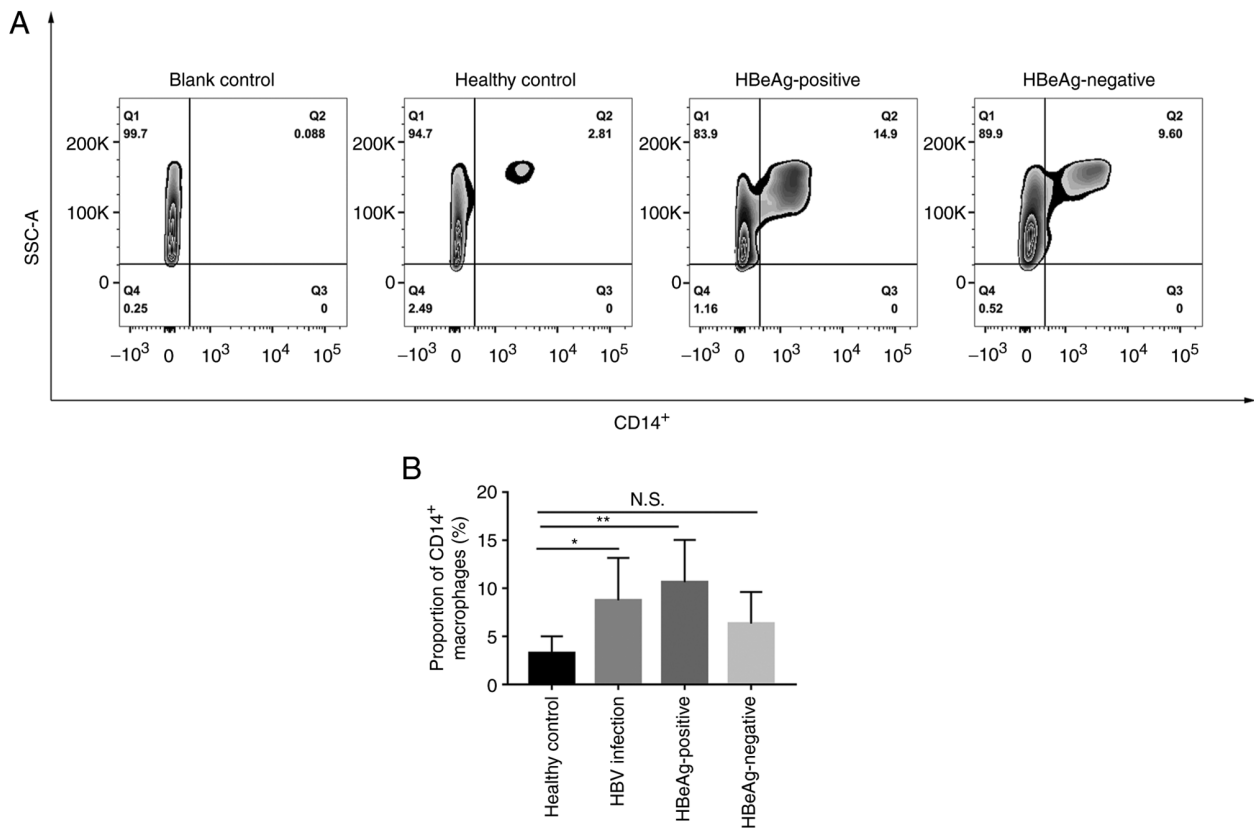 A
Blank control
Healthy control
HBeAg-positive
HBeAg-negative
Q1
99.7
Q2
0.088
Q4
0.25
Q3
0
Q1
94.7
Q2
2.81
Q4
2.49
Q3
0
Q1
83.9
Q2
14.9
Q4
1.16
Q3
0
Q1
89.9
Q2
9.60
Q4
0.52
Q3
0
200K
100K
0
200K
100K
0
200K
100K
0
200K
100K
0
SSC-A
−10³ 0 10³ 10⁴ 10⁵
−10³ 0 10³ 10⁴ 10⁵
−10³ 0 10³ 10⁴ 10⁵
−10³ 0 10³ 10⁴ 10⁵
CD14⁺
B
Proportion of CD14⁺
macrophages (%)
20
15
10
5
0
N.S.
**
*
Healthy control
HBV infection
HBeAg-positive
HBeAg-negative